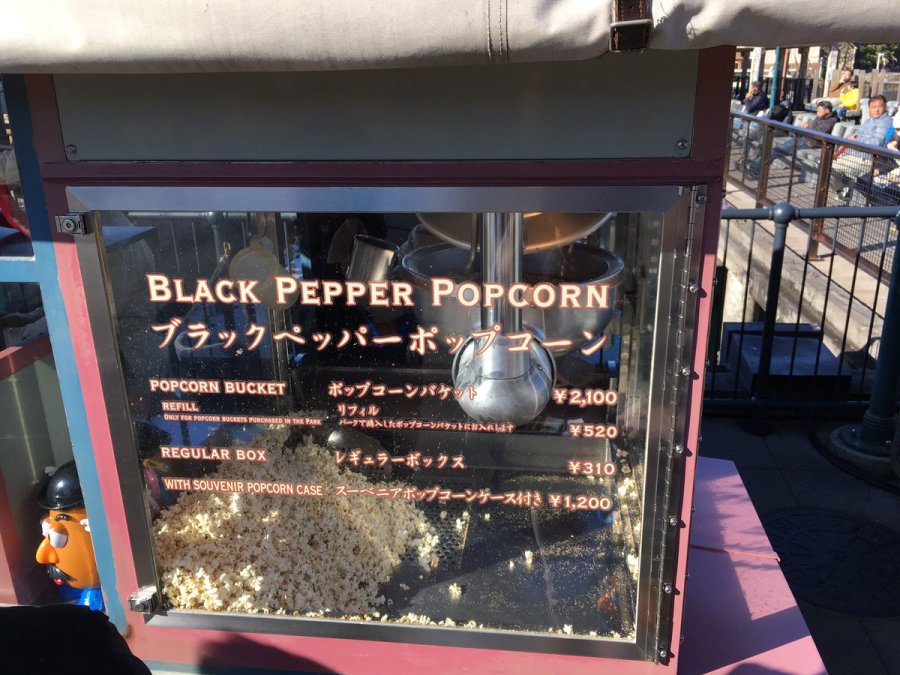 BLACK PEPPER POPCORN
ブラックペッパーポップコーン
POPCORN BUCKET ポップコーンバケット ¥2,100
REFILL リフィル
ONLY FOR POPCORN BUCKETS PURCHASED IN THE PARK パークで購入したポップコーンバケットにお入れします ¥520
REGULAR BOX レギュラーボックス ¥310
WITH SOUVENIR POPCORN CASE スーベニアポップコーンケース付き ¥1,200